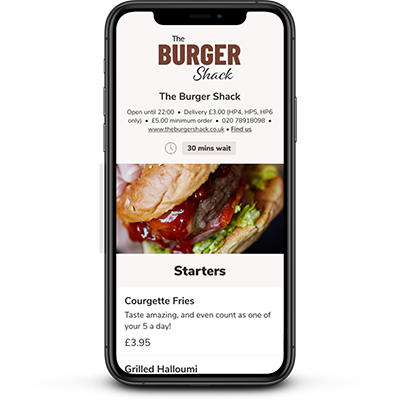 The
BURGER
Shack
The Burger Shack
Open until 22:00 • Delivery £3.00 (HP4, HP5, HP6
only) • £5.00 minimum order • 020 78918098 •
www.theburgershack.co.uk • Find us
30 mins wait
Starters
Courgette Fries
Taste amazing, and even count as one of
your 5 a day!
£3.95
Grilled Halloumi